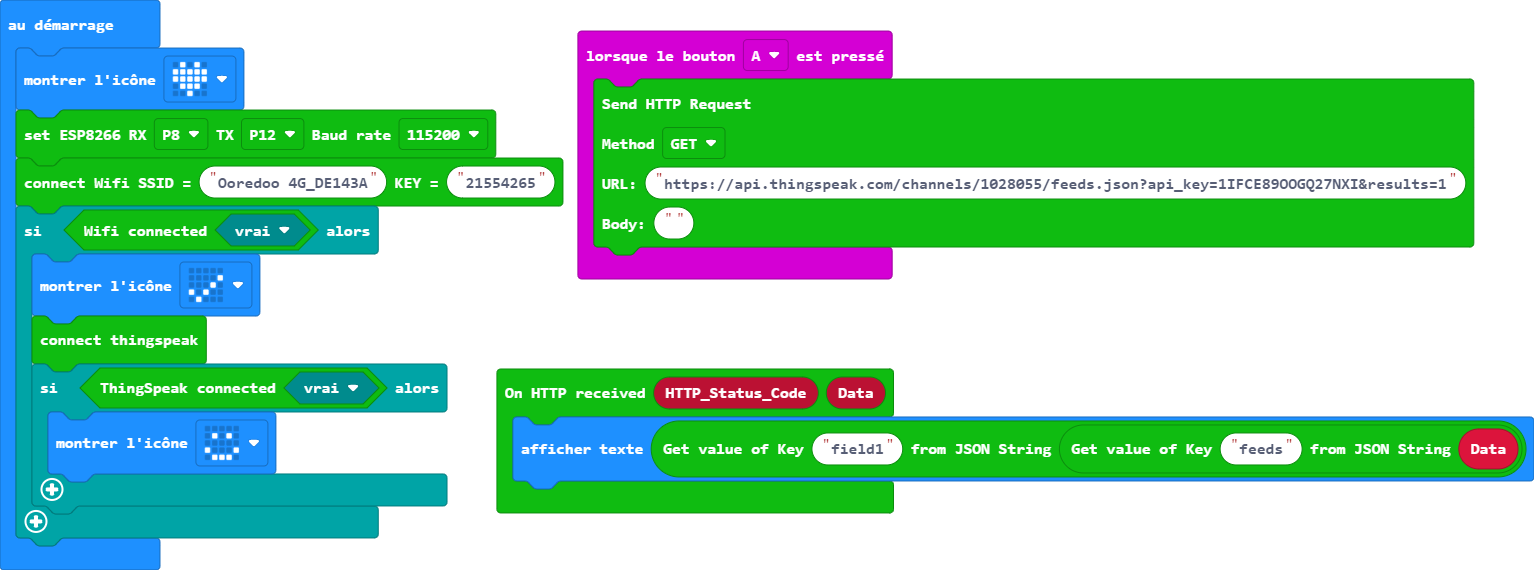 au démarrage
montrer l'icône
set ESP8266 RX P8 TX P12 Baud rate 115200
connect Wifi SSID = "Ooredoo 4G_DE143A" KEY = "21554265"
si Wifi connected vrai alors
montrer l'icône
connect thingspeak
si ThingSpeak connected vrai alors
montrer l'icône
lorsque le bouton A est pressé
Send HTTP Request
Method GET
URL: "https://api.thingspeak.com/channels/1028055/feeds.json?api_key=1IFCE89OOGQ27NXI&results=1"
Body: " "
On HTTP received HTTP_Status_Code Data
afficher texte Get value of Key "field1" from JSON String Get value of Key "feeds" from JSON String Data